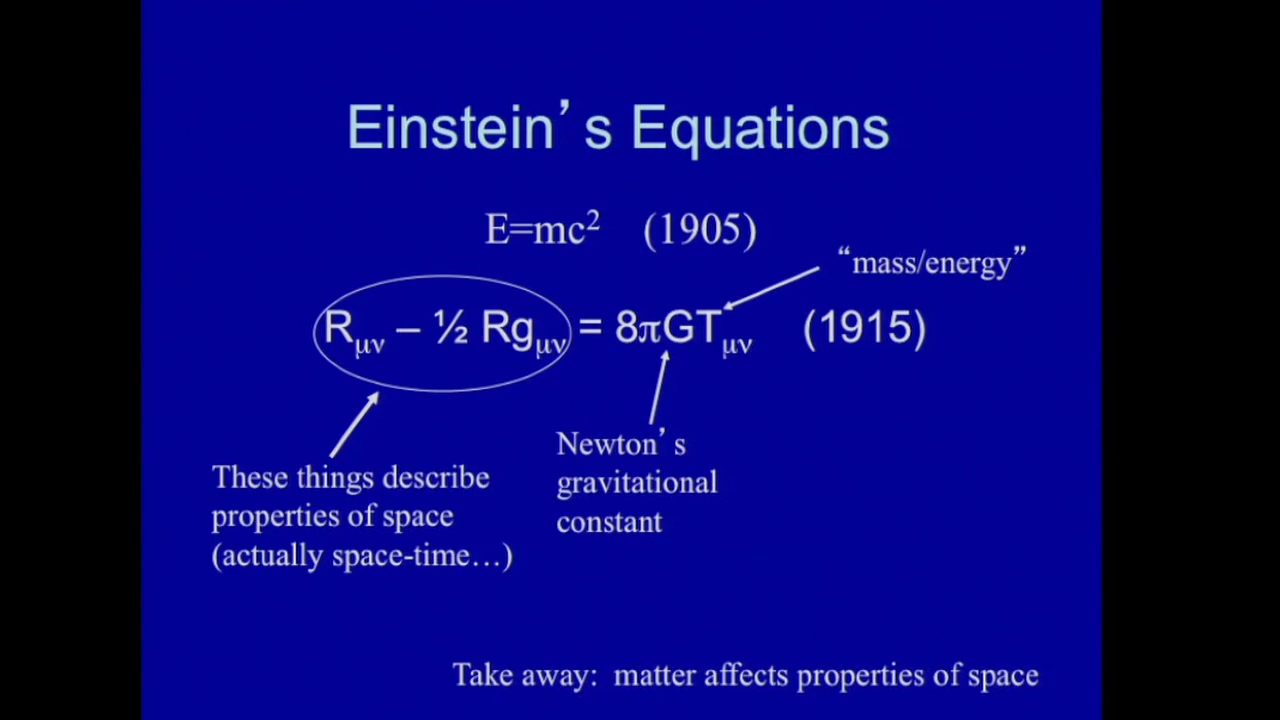 Einstein’s Equations
E=mc² (1905)
“mass/energy”
Rμν – ½ Rgμν = 8πGTμν (1915)
These things describe
properties of space
(actually space-time…)
Newton’s
gravitational
constant
Take away: matter affects properties of space